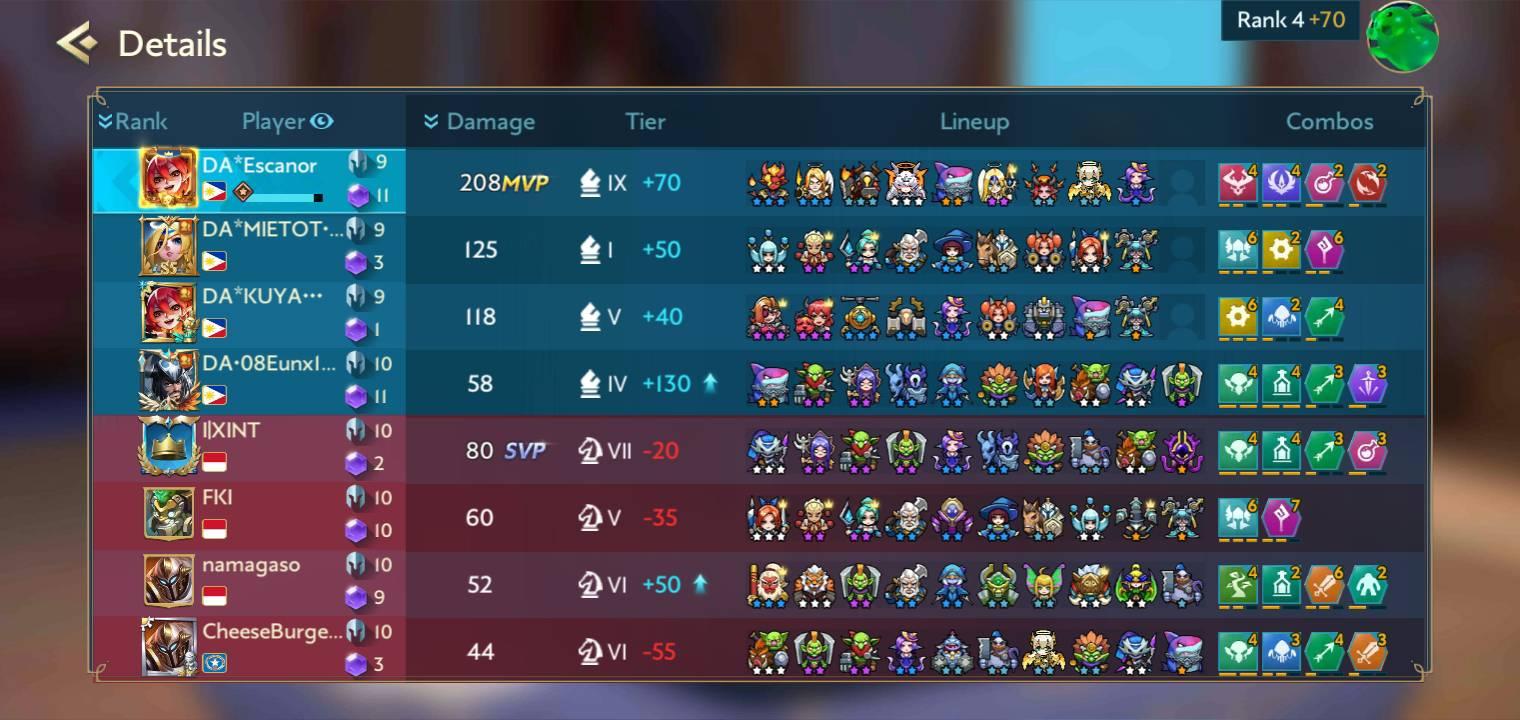 Details
Rank 4 +70
Rank Player Damage Tier Lineup Combos
DA*Escanor 9 11 208 MVP IX +70 4 4 2 2
DA*MIETOT·... 9 3 125 I +50 6 2 6
S5
DA*KUYA··· 9 1 118 V +40 6 2 4
DA·08Eunx1... 10 11 58 IV +130 4 4 3 3
I|XINT 10 2 80 SVP VII -20 4 4 3 3
FKI 10 10 60 V -35 6 7
namagaso 10 9 52 VI +50 4 2 6 2
CheeseBurge... 10 3 44 VI -55 4 3 4 3